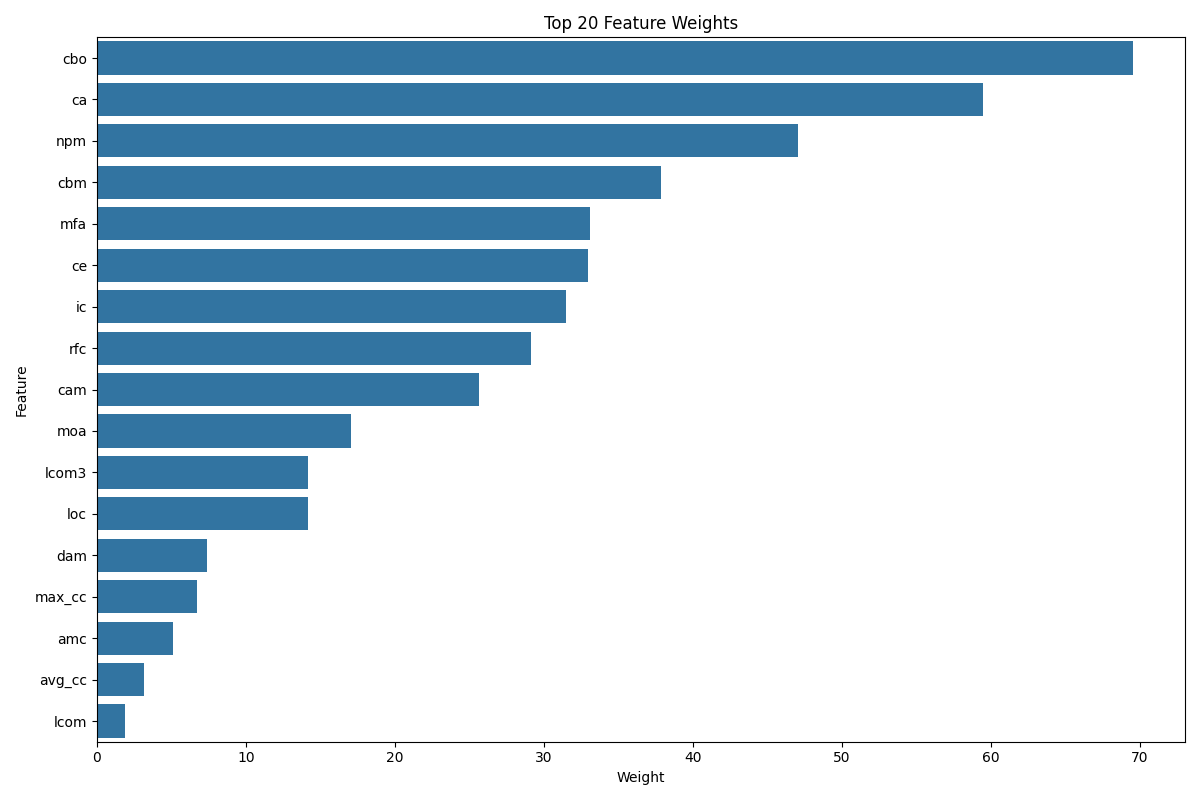 Top 20 Feature Weights
Feature
cbo
ca
npm
cbm
mfa
ce
ic
rfc
cam
moa
lcom3
loc
dam
max_cc
amc
avg_cc
lcom
0 10 20 30 40 50 60 70
Weight